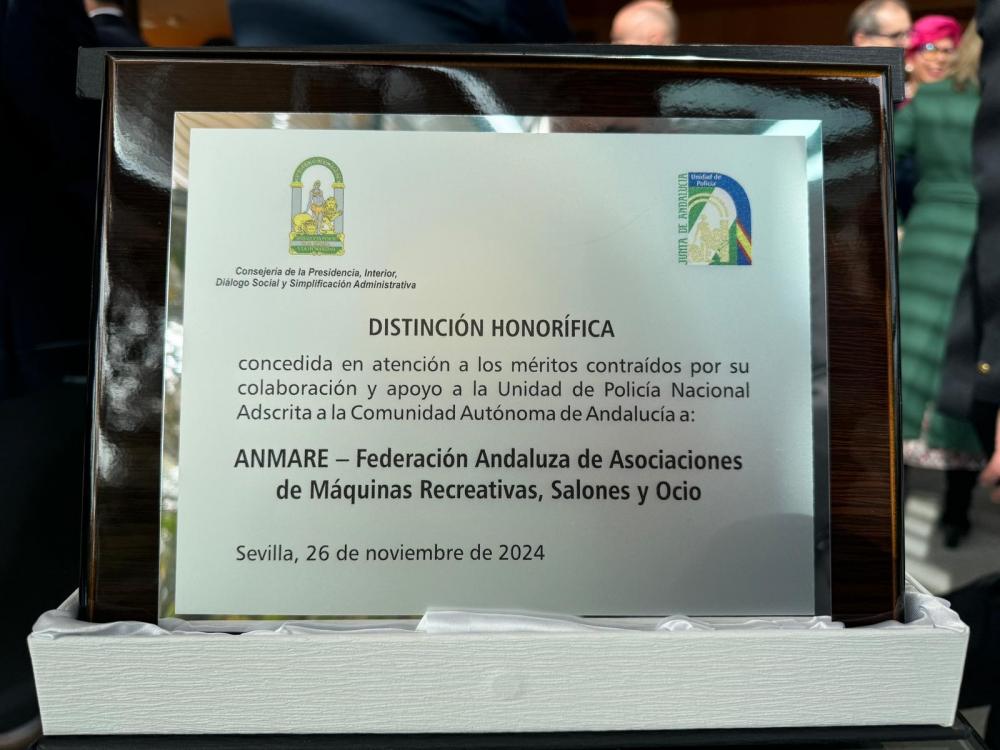 Unidad de
Policía
JUNTA DE ANDALUCÍA
Consejería de la Presidencia, Interior,
Diálogo Social y Simplificación Administrativa
DISTINCIÓN HONORÍFICA
concedida en atención a los méritos contraídos por su
colaboración y apoyo a la Unidad de Policía Nacional
Adscrita a la Comunidad Autónoma de Andalucía a:
ANMARE – Federación Andaluza de Asociaciones
de Máquinas Recreativas, Salones y Ocio
Sevilla, 26 de noviembre de 2024